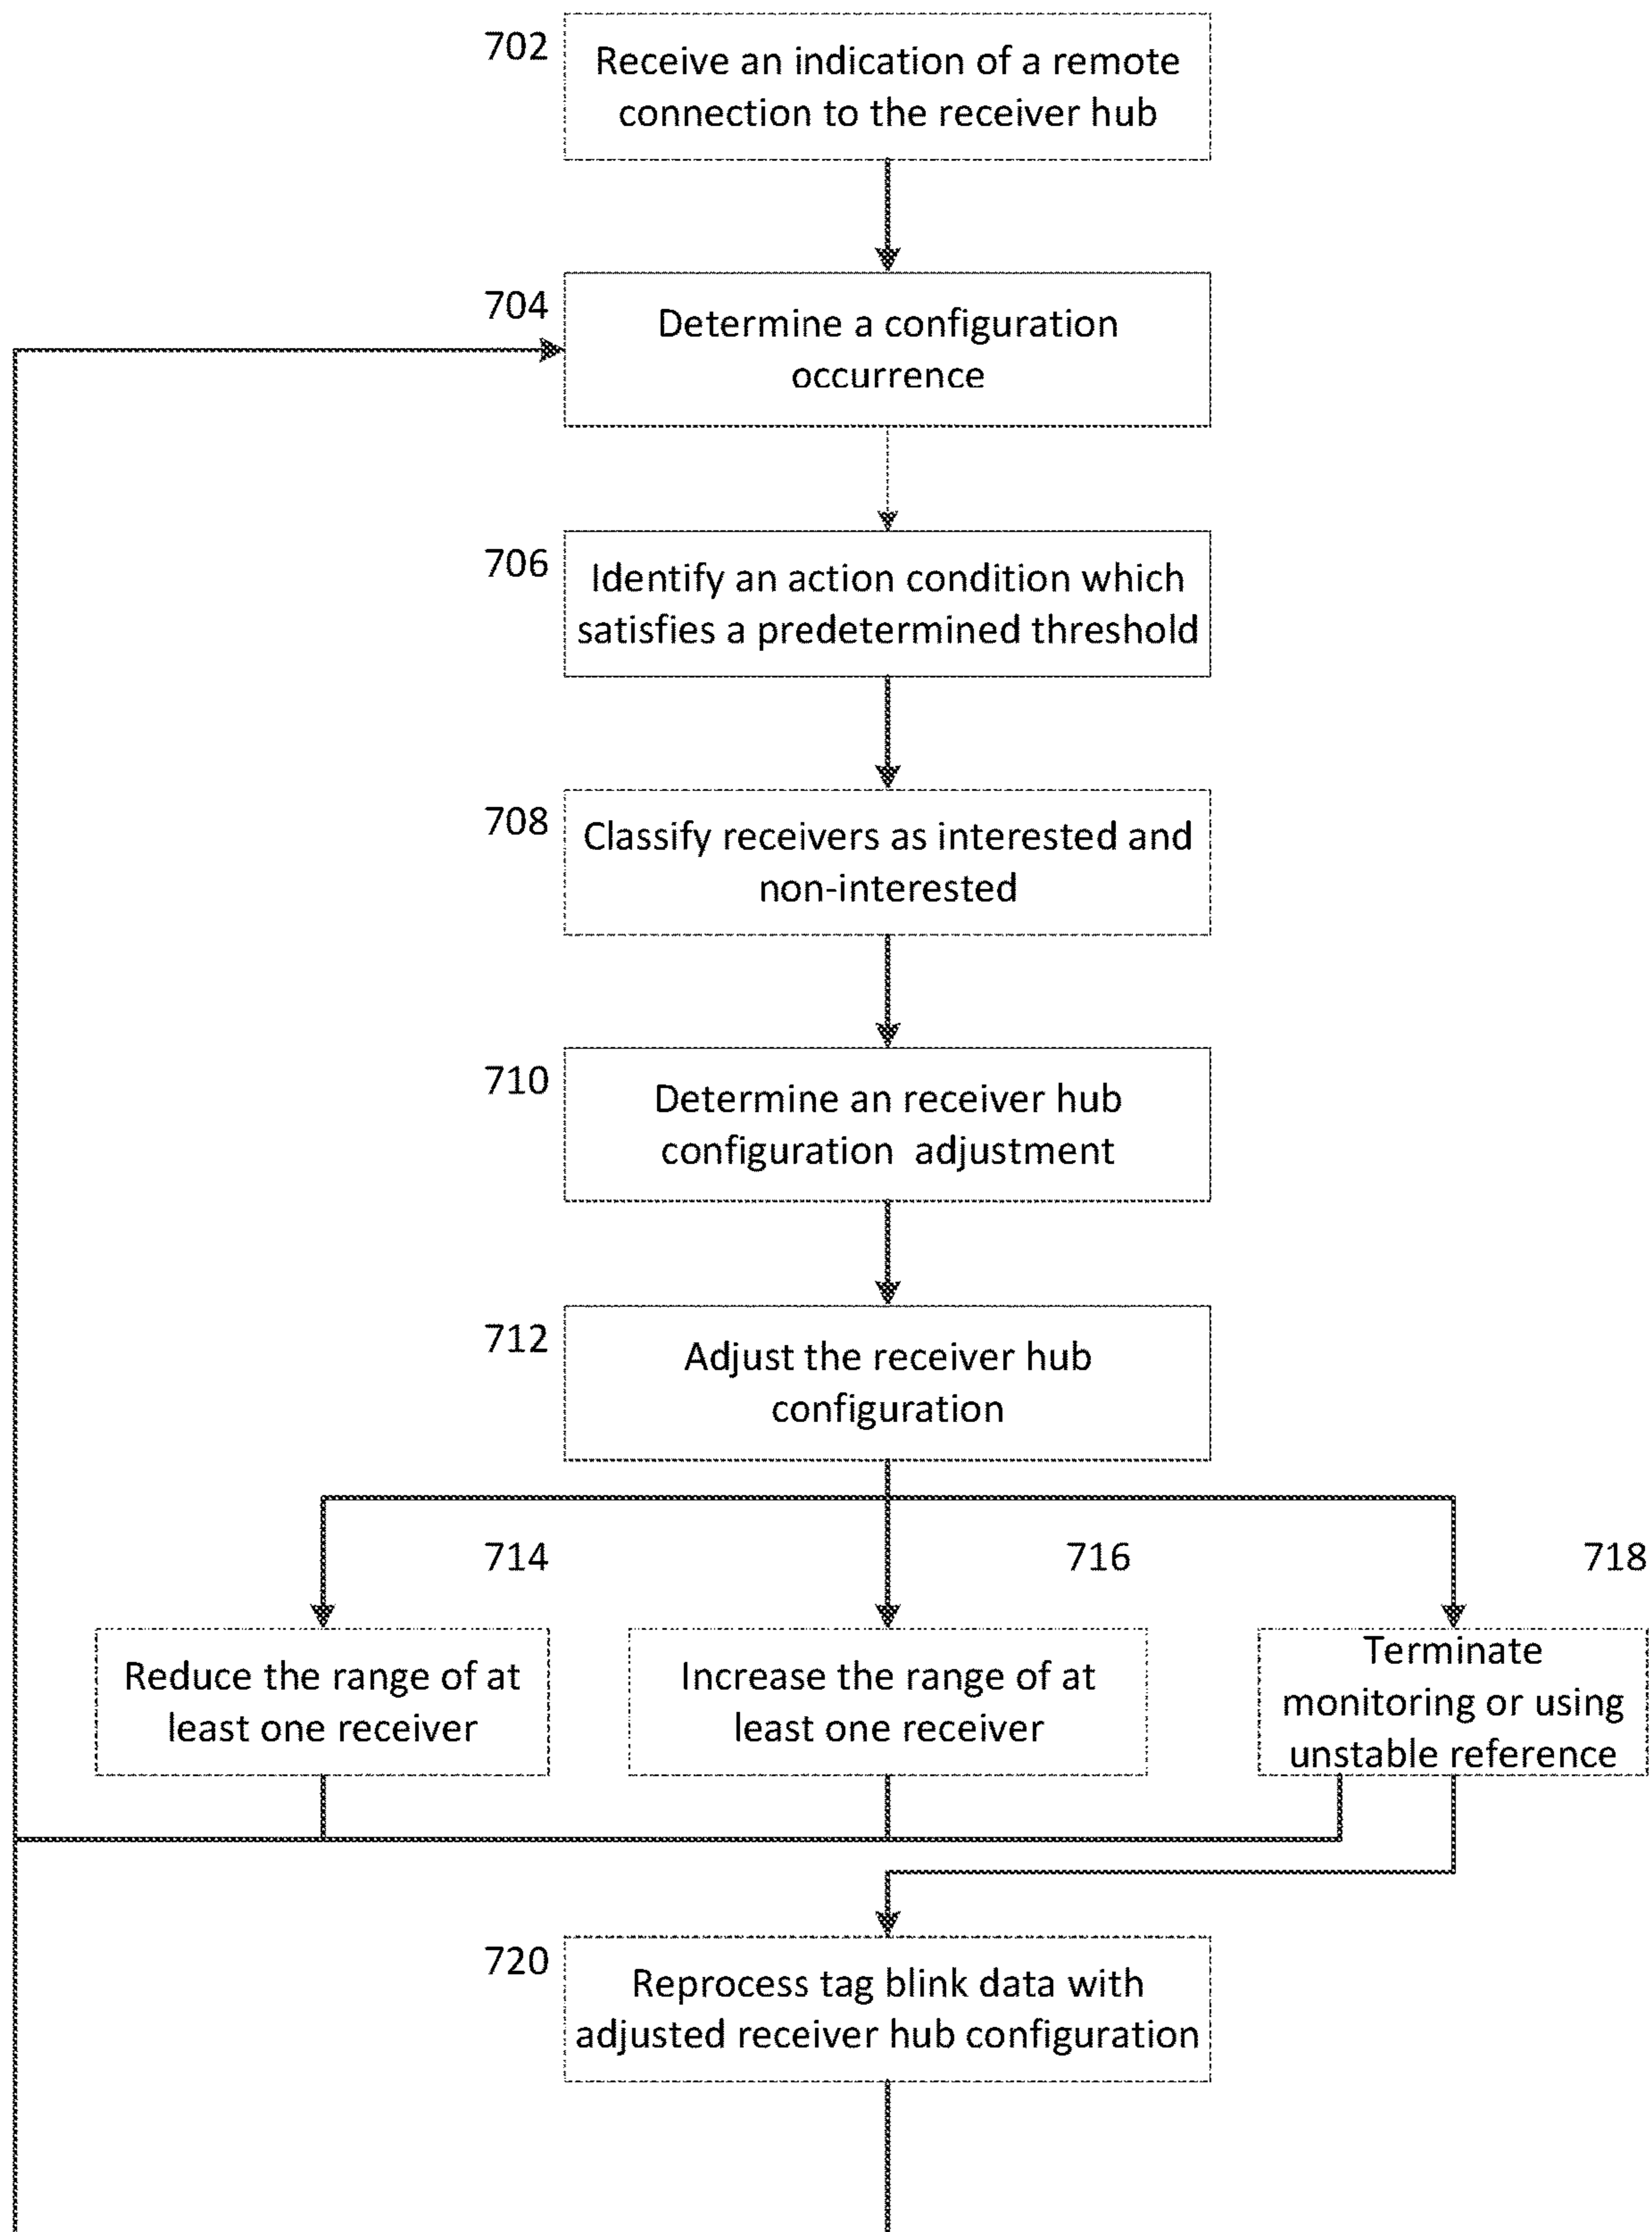 702
Receive an indication of a remote
connection to the receiver hub
704
Determine a configuration
occurrence
706
Identify an action condition which
satisfies a predetermined threshold
708
Classify receivers as interested and
non-interested
710
Determine an receiver hub
configuration adjustment
712
Adjust the receiver hub
configuration
714
Reduce the range of at
least one receiver
716
Increase the range of at
least one receiver
718
Terminate
monitoring or using
unstable reference
720
Reprocess tag blink data with
adjusted receiver hub configuration